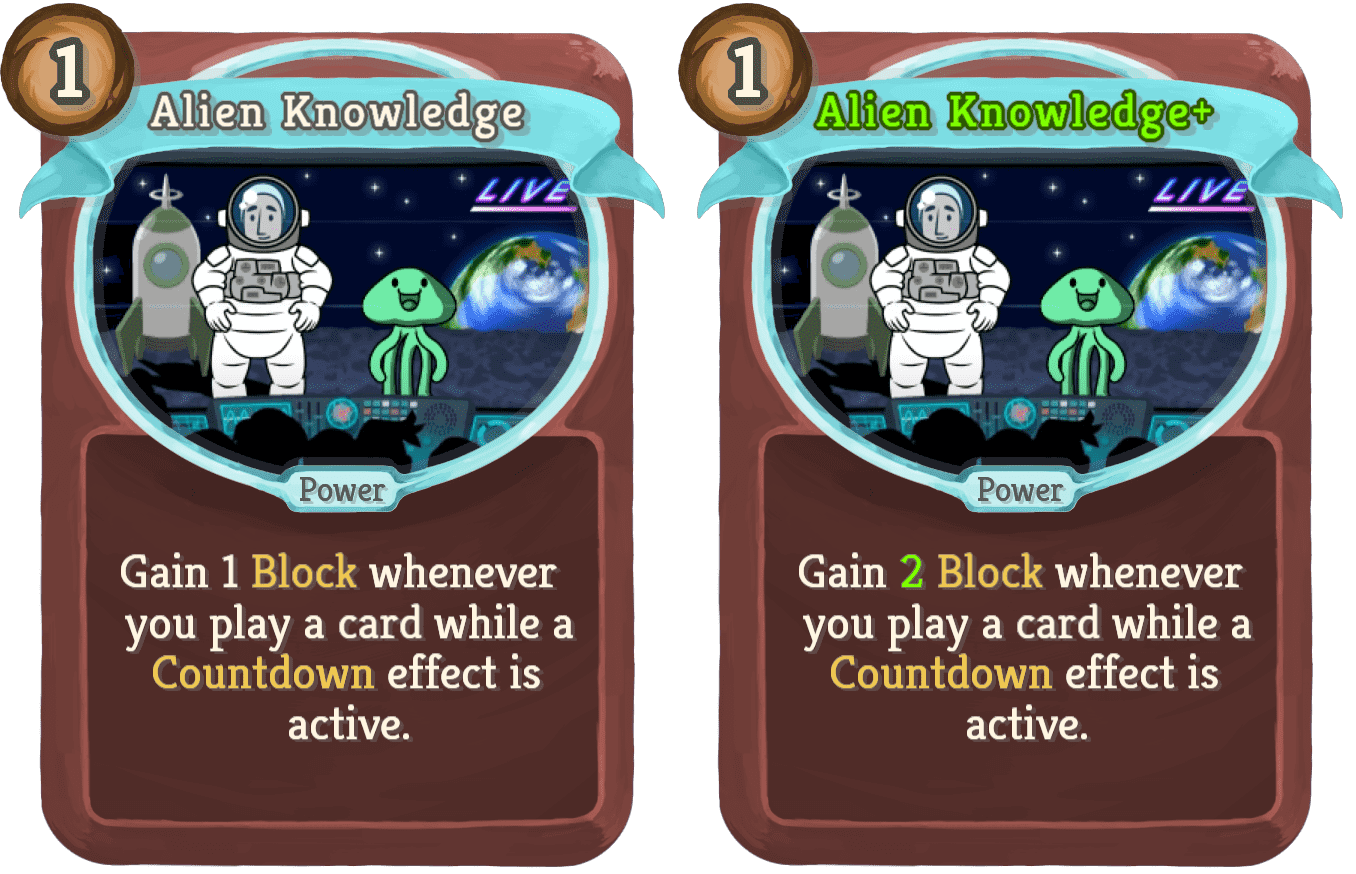 1
Alien Knowledge
LIVE
Power
Gain 1 Block whenever
you play a card while a
Countdown effect is
active.
1
Alien Knowledge+
LIVE
Power
Gain 2 Block whenever
you play a card while a
Countdown effect is
active.